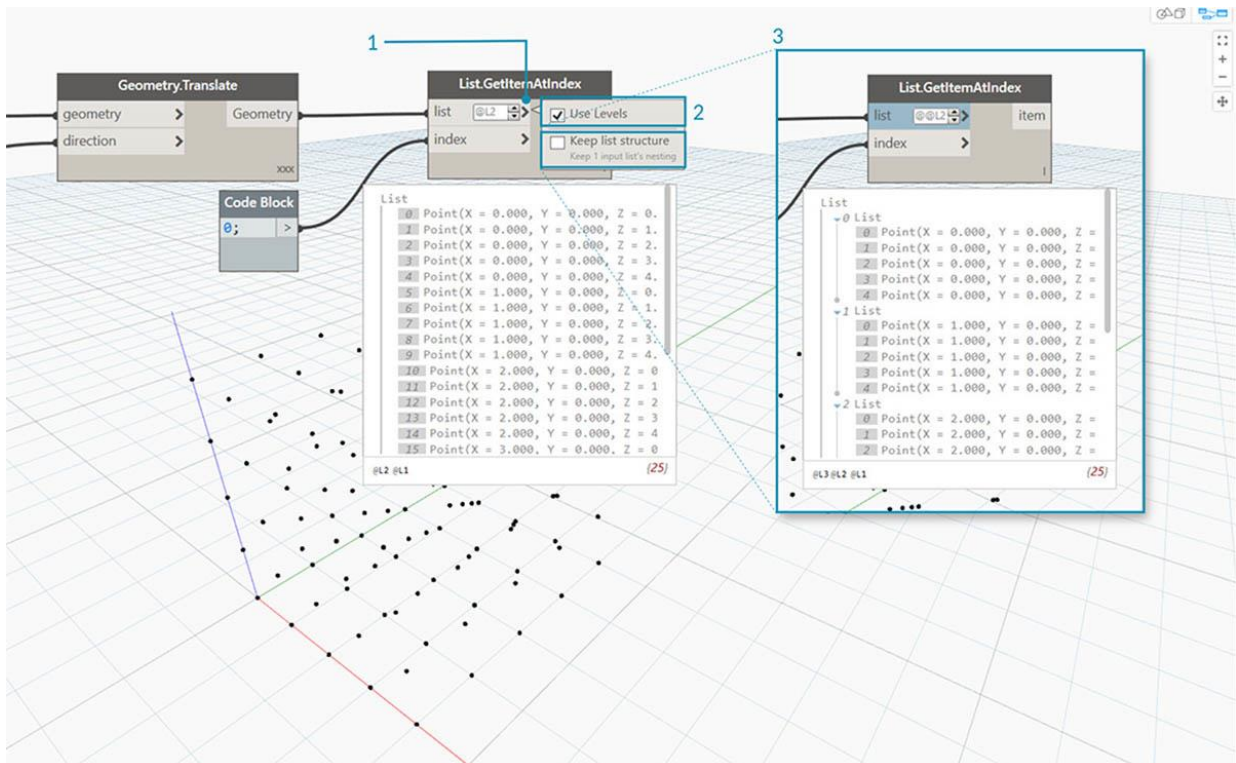 1
3
Geometry.Translate
geometry > Geometry
direction >
xxx
List.GetItemAtIndex
list @L2 > <
index >
Use Levels
2
Keep list structure
Keep 1 input list's nesting
Code Block
0; >
List
0 Point(X = 0.000, Y = 0.000, Z = 0.
1 Point(X = 0.000, Y = 0.000, Z = 1.
2 Point(X = 0.000, Y = 0.000, Z = 2.
3 Point(X = 0.000, Y = 0.000, Z = 3.
4 Point(X = 0.000, Y = 0.000, Z = 4.
5 Point(X = 1.000, Y = 0.000, Z = 0.
6 Point(X = 1.000, Y = 0.000, Z = 1.
7 Point(X = 1.000, Y = 0.000, Z = 2.
8 Point(X = 1.000, Y = 0.000, Z = 3.
9 Point(X = 1.000, Y = 0.000, Z = 4.
10 Point(X = 2.000, Y = 0.000, Z = 0
11 Point(X = 2.000, Y = 0.000, Z = 1
12 Point(X = 2.000, Y = 0.000, Z = 2
13 Point(X = 2.000, Y = 0.000, Z = 3
14 Point(X = 2.000, Y = 0.000, Z = 4
15 Point(X = 3.000, Y = 0.000, Z = 0
@L2 @L1 {25}
List.GetItemAtIndex
list @@L2 > item
index >
l
List
0 List
0 Point(X = 0.000, Y = 0.000, Z =
1 Point(X = 0.000, Y = 0.000, Z =
2 Point(X = 0.000, Y = 0.000, Z =
3 Point(X = 0.000, Y = 0.000, Z =
4 Point(X = 0.000, Y = 0.000, Z =
1 List
0 Point(X = 1.000, Y = 0.000, Z =
1 Point(X = 1.000, Y = 0.000, Z =
2 Point(X = 1.000, Y = 0.000, Z =
3 Point(X = 1.000, Y = 0.000, Z =
4 Point(X = 1.000, Y = 0.000, Z =
2 List
0 Point(X = 2.000, Y = 0.000, Z =
1 Point(X = 2.000, Y = 0.000, Z =
2 Point(X = 2.000, Y = 0.000, Z =
@L3 @L2 @L1 {25}